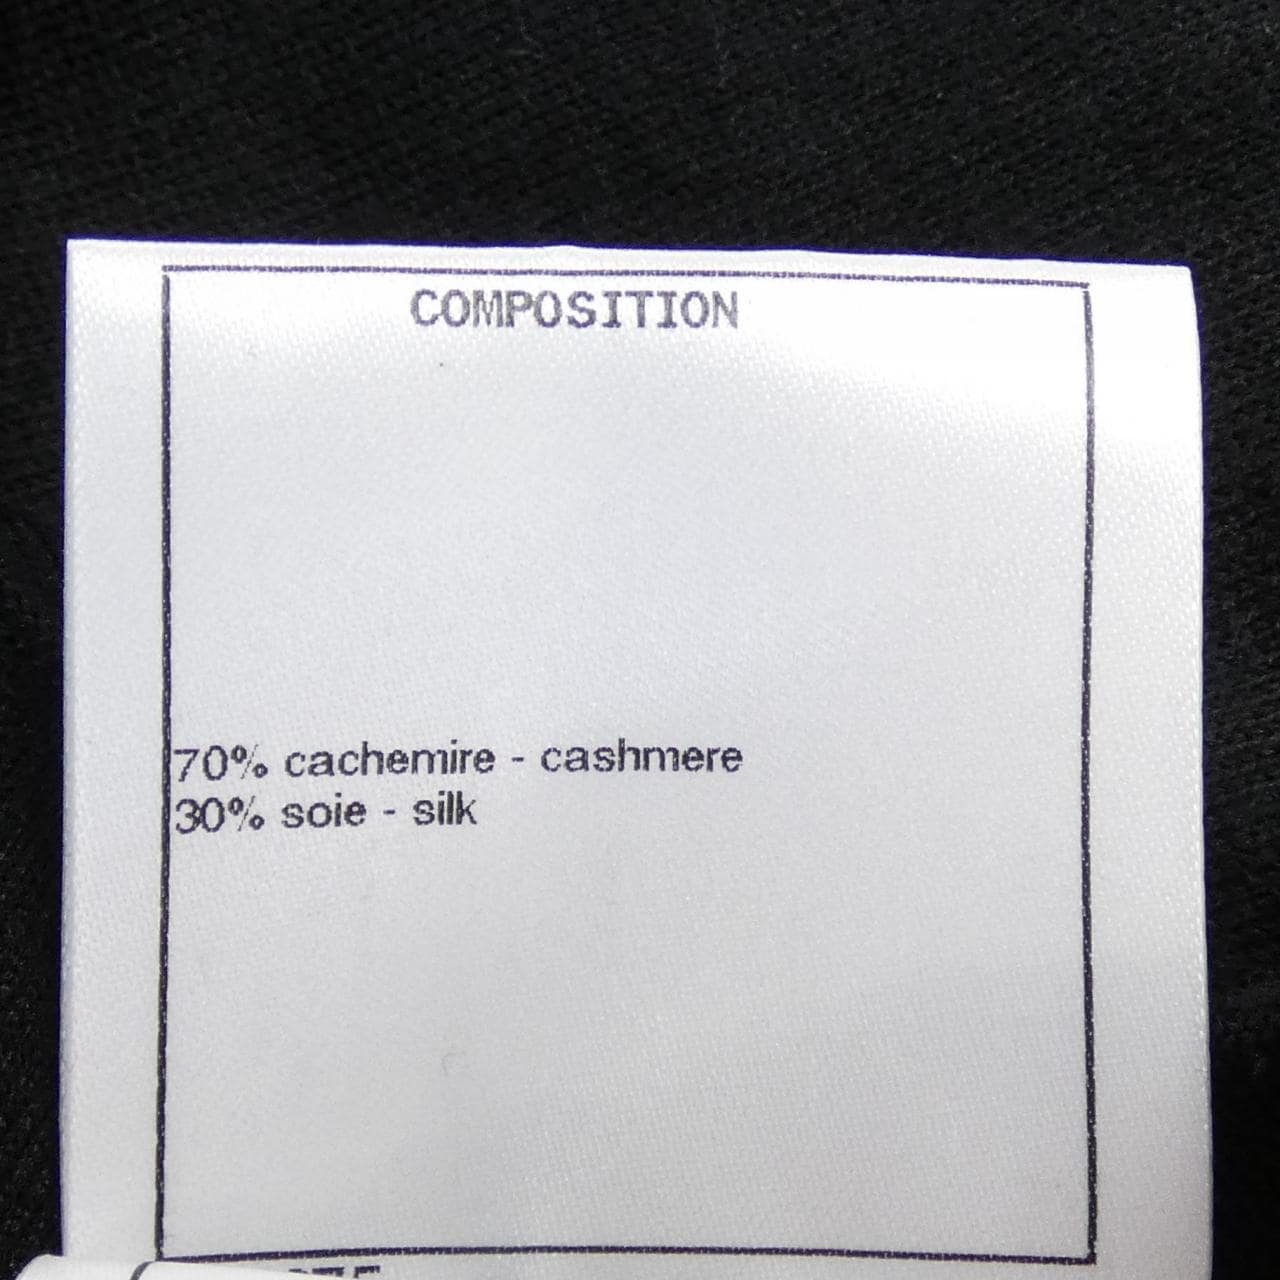 COMPOSITION
70% cachemire - cashmere
30% soie - silk